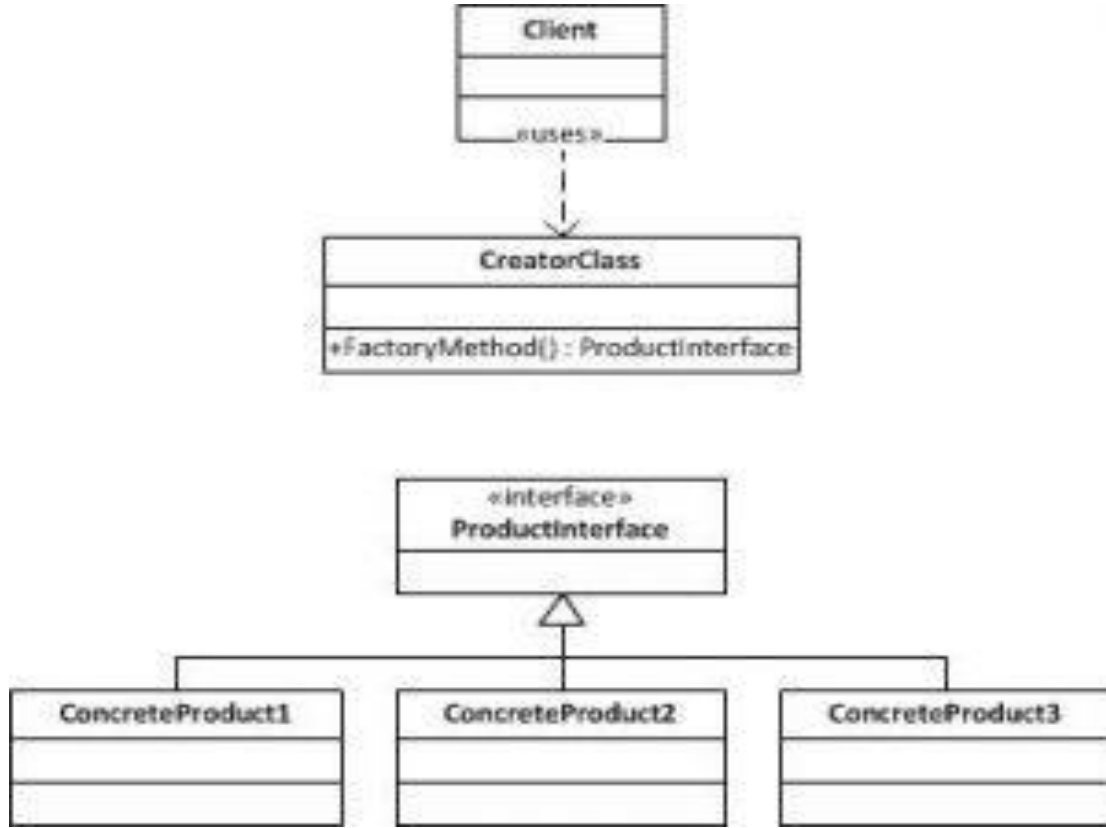 Client
«uses»
CreatorClass
+FactoryMethod() : ProductInterface
«interface»
ProductInterface
ConcreteProduct1
ConcreteProduct2
ConcreteProduct3